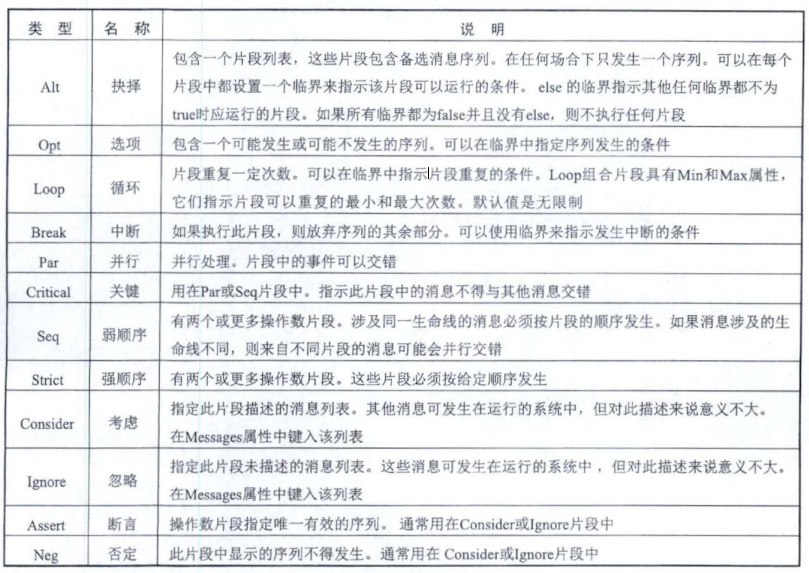 类 型 名 称 说 明
Alt 抉择 包含一个片段列表，这些片段包含备选消息序列。在任何场合下只发生一个序列。可以在每个
片段中都设置一个临界来指示该片段可以运行的条件。 else 的临界指示其他任何临界都不为
true时应运行的片段。如果所有临界都为false并且没有else，则不执行任何片段
Opt 选项 包含一个可能发生或可能不发生的序列。可以在临界中指定序列发生的条件
Loop 循环 片段重复一定次数。可以在临界中指示片段重复的条件。Loop组合片段具有Min和Max属性，
它们指示片段可以重复的最小和最大次数。默认值是无限制
Break 中断 如果执行此片段，则放弃序列的其余部分。可以使用临界来指示发生中断的条件
Par 并行 并行处理。片段中的事件可以交错
Critical 关键 用在Par或Seq片段中。指示此片段中的消息不得与其他消息交错
Seq 弱顺序 有两个或更多操作数片段。涉及同一生命线的消息必须按片段的顺序发生。如果消息涉及的生
命线不同，则来自不同片段的消息可能会并行交错
Strict 强顺序 有两个或更多操作数片段。这些片段必须按给定顺序发生
Consider 考虑 指定此片段描述的消息列表。其他消息可发生在运行的系统中，但对此描述来说意义不大。
在Messages属性中键入该列表
Ignore 忽略 指定此片段未描述的消息列表。这些消息可发生在运行的系统中 ，但对此描述来说意义不大。
在Messages属性中键入该列表
Assert 断言 操作数片段指定唯一有效的序列。 通常用在Consider或Ignore片段中
Neg 否定 此片段中显示的序列不得发生。通常用在 Consider或Ignore片段中